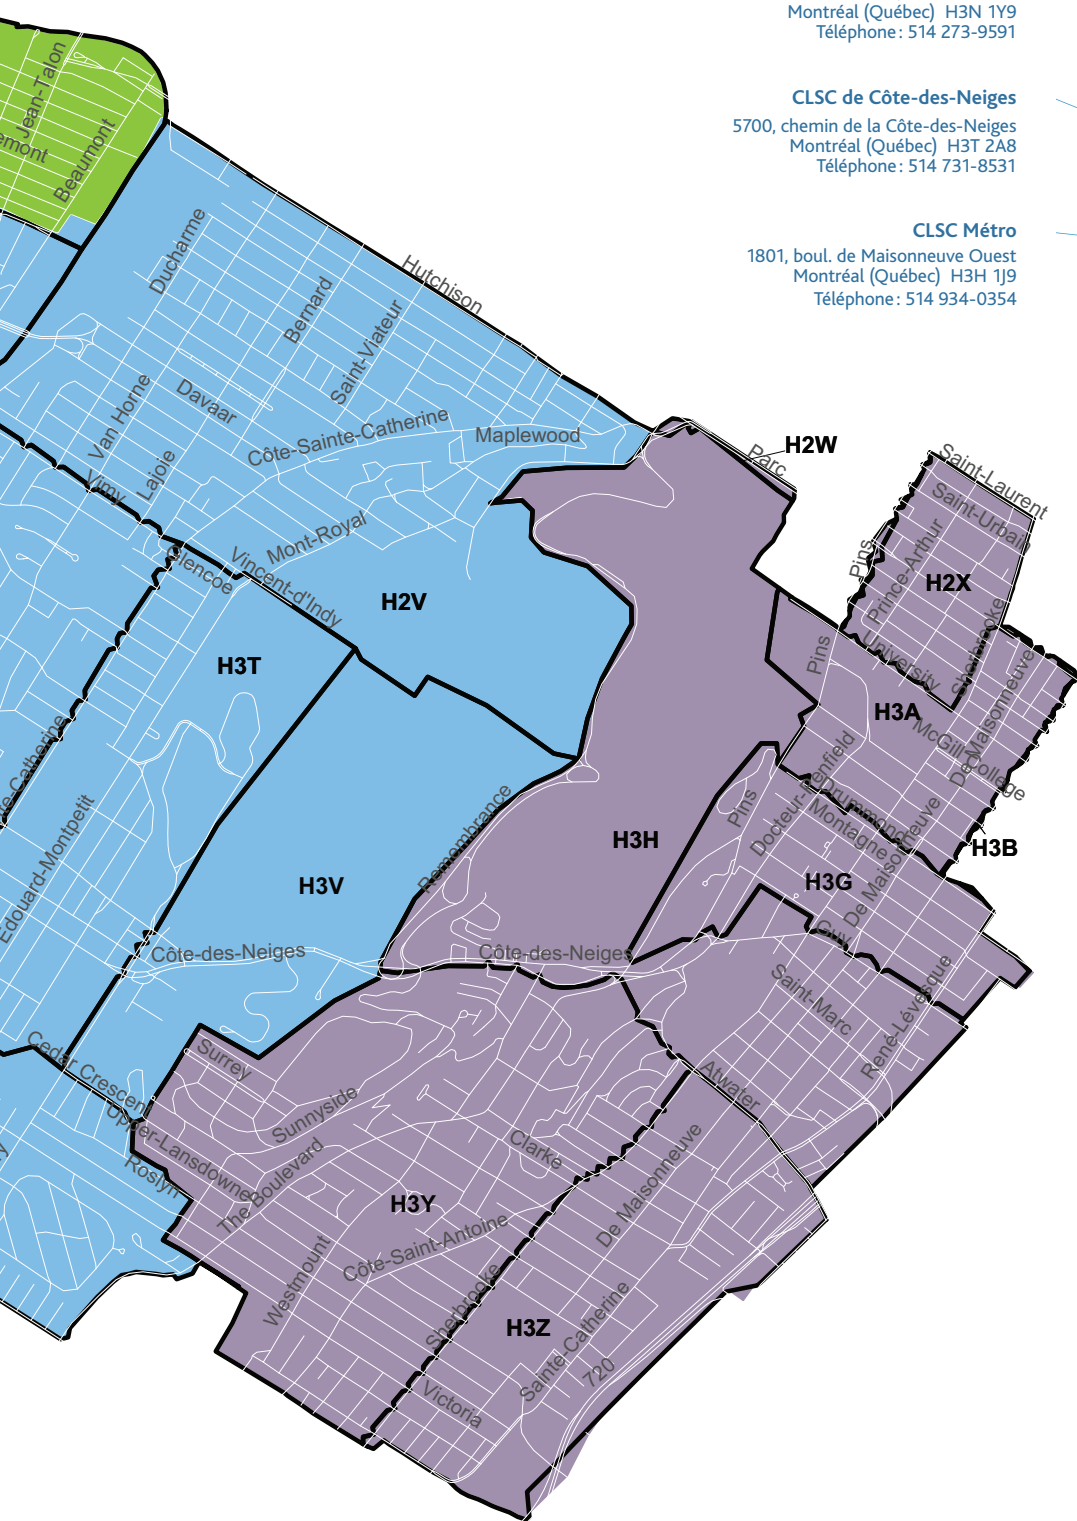 Montréal (Québec)  H3N 1Y9
Téléphone : 514 273-9591
CLSC de Côte-des-Neiges
5700, chemin de la Côte-des-Neiges
Montréal (Québec)  H3T 2A8
Téléphone : 514 731-8531
CLSC Métro
1801, boul. de Maisonneuve Ouest
Montréal (Québec)  H3H 1J9
Téléphone : 514 934-0354
Jean-Talon
Beaumont
Ducharme
Hutchison
Bernard
Saint-Viateur
Van Horne
Davaar
Côte-Sainte-Catherine
Maplewood
Lajoie
Vimy
Mont-Royal
Glencoe
Vincent-d'Indy
H2V
H3T
H2W
Parc
Saint-Laurent
Saint-Urbain
Pins
Prince-Arthur
H2X
Sherbrooke
University
Pins
H3A
De Maisonneuve
McGill College
Docteur-Penfield
Drummond
Montagne
Pins
H3B
H3H
H3G
De Maisonneuve
Guy
Remembrance
H3V
Édouard-Montpetit
Côte-des-Neiges
Côte-des-Neiges
Saint-Marc
René-Lévesque
Cedar Crescent
Surrey
Sunnyside
Atwater
Upper-Lansdowne
Roslyn
The Boulevard
Clarke
De Maisonneuve
H3Y
Côte-Saint-Antoine
Westmount
Sherbrooke
H3Z
Sainte-Catherine
720
Victoria